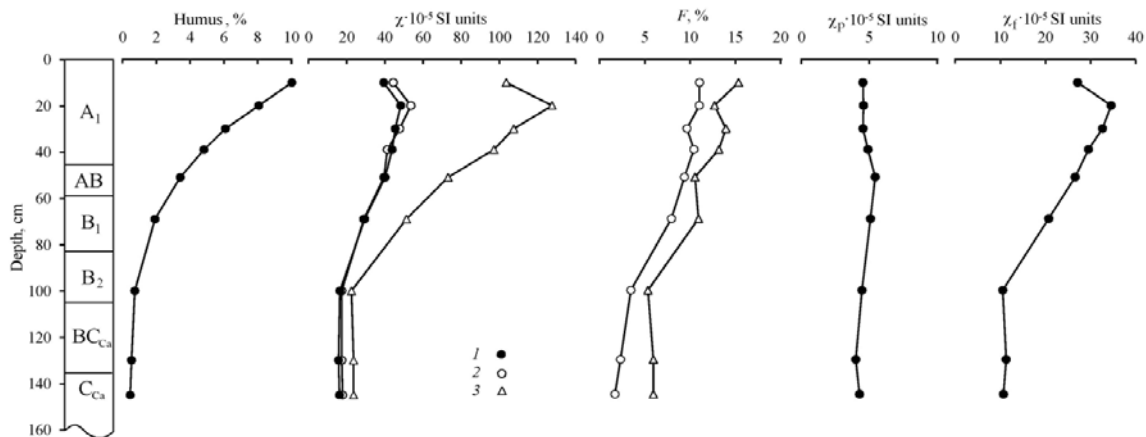 Humus, %
χ·10⁻⁵ SI units
F, %
χp·10⁻⁵ SI units
χf·10⁻⁵ SI units
0 2 4 6 8 10
0 20 40 60 80 100 120 140
0 5 10 15 20
0 5 10
0 10 20 30 40
Depth, cm
0
20
40
60
80
100
120
140
160
A₁
AB
B₁
B₂
BC_Ca
C_Ca
1
2
3